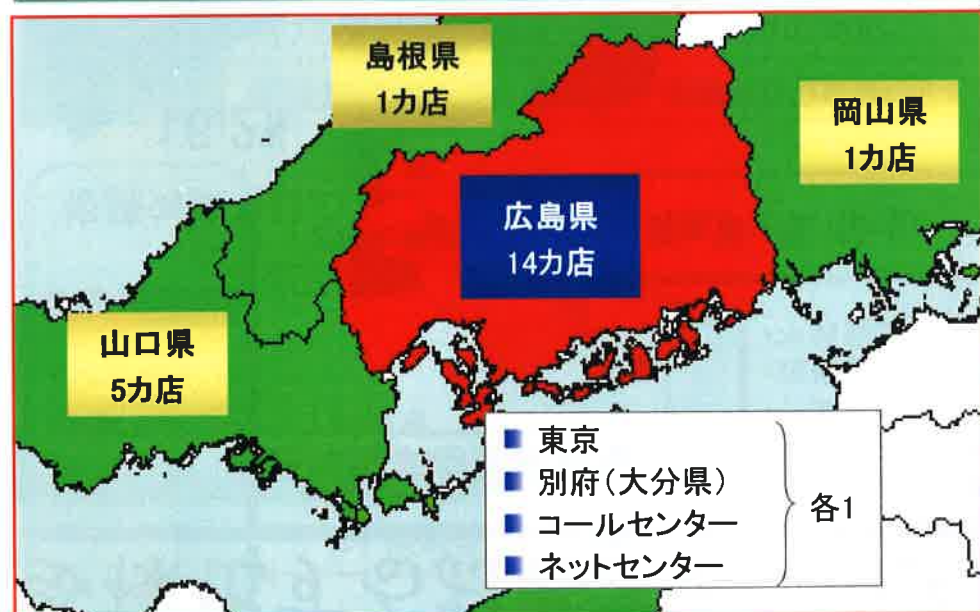 島根県
1カ店
岡山県
1カ店
広島県
14カ店
山口県
5カ店
東京
別府(大分県)
コールセンター
ネットセンター
各1